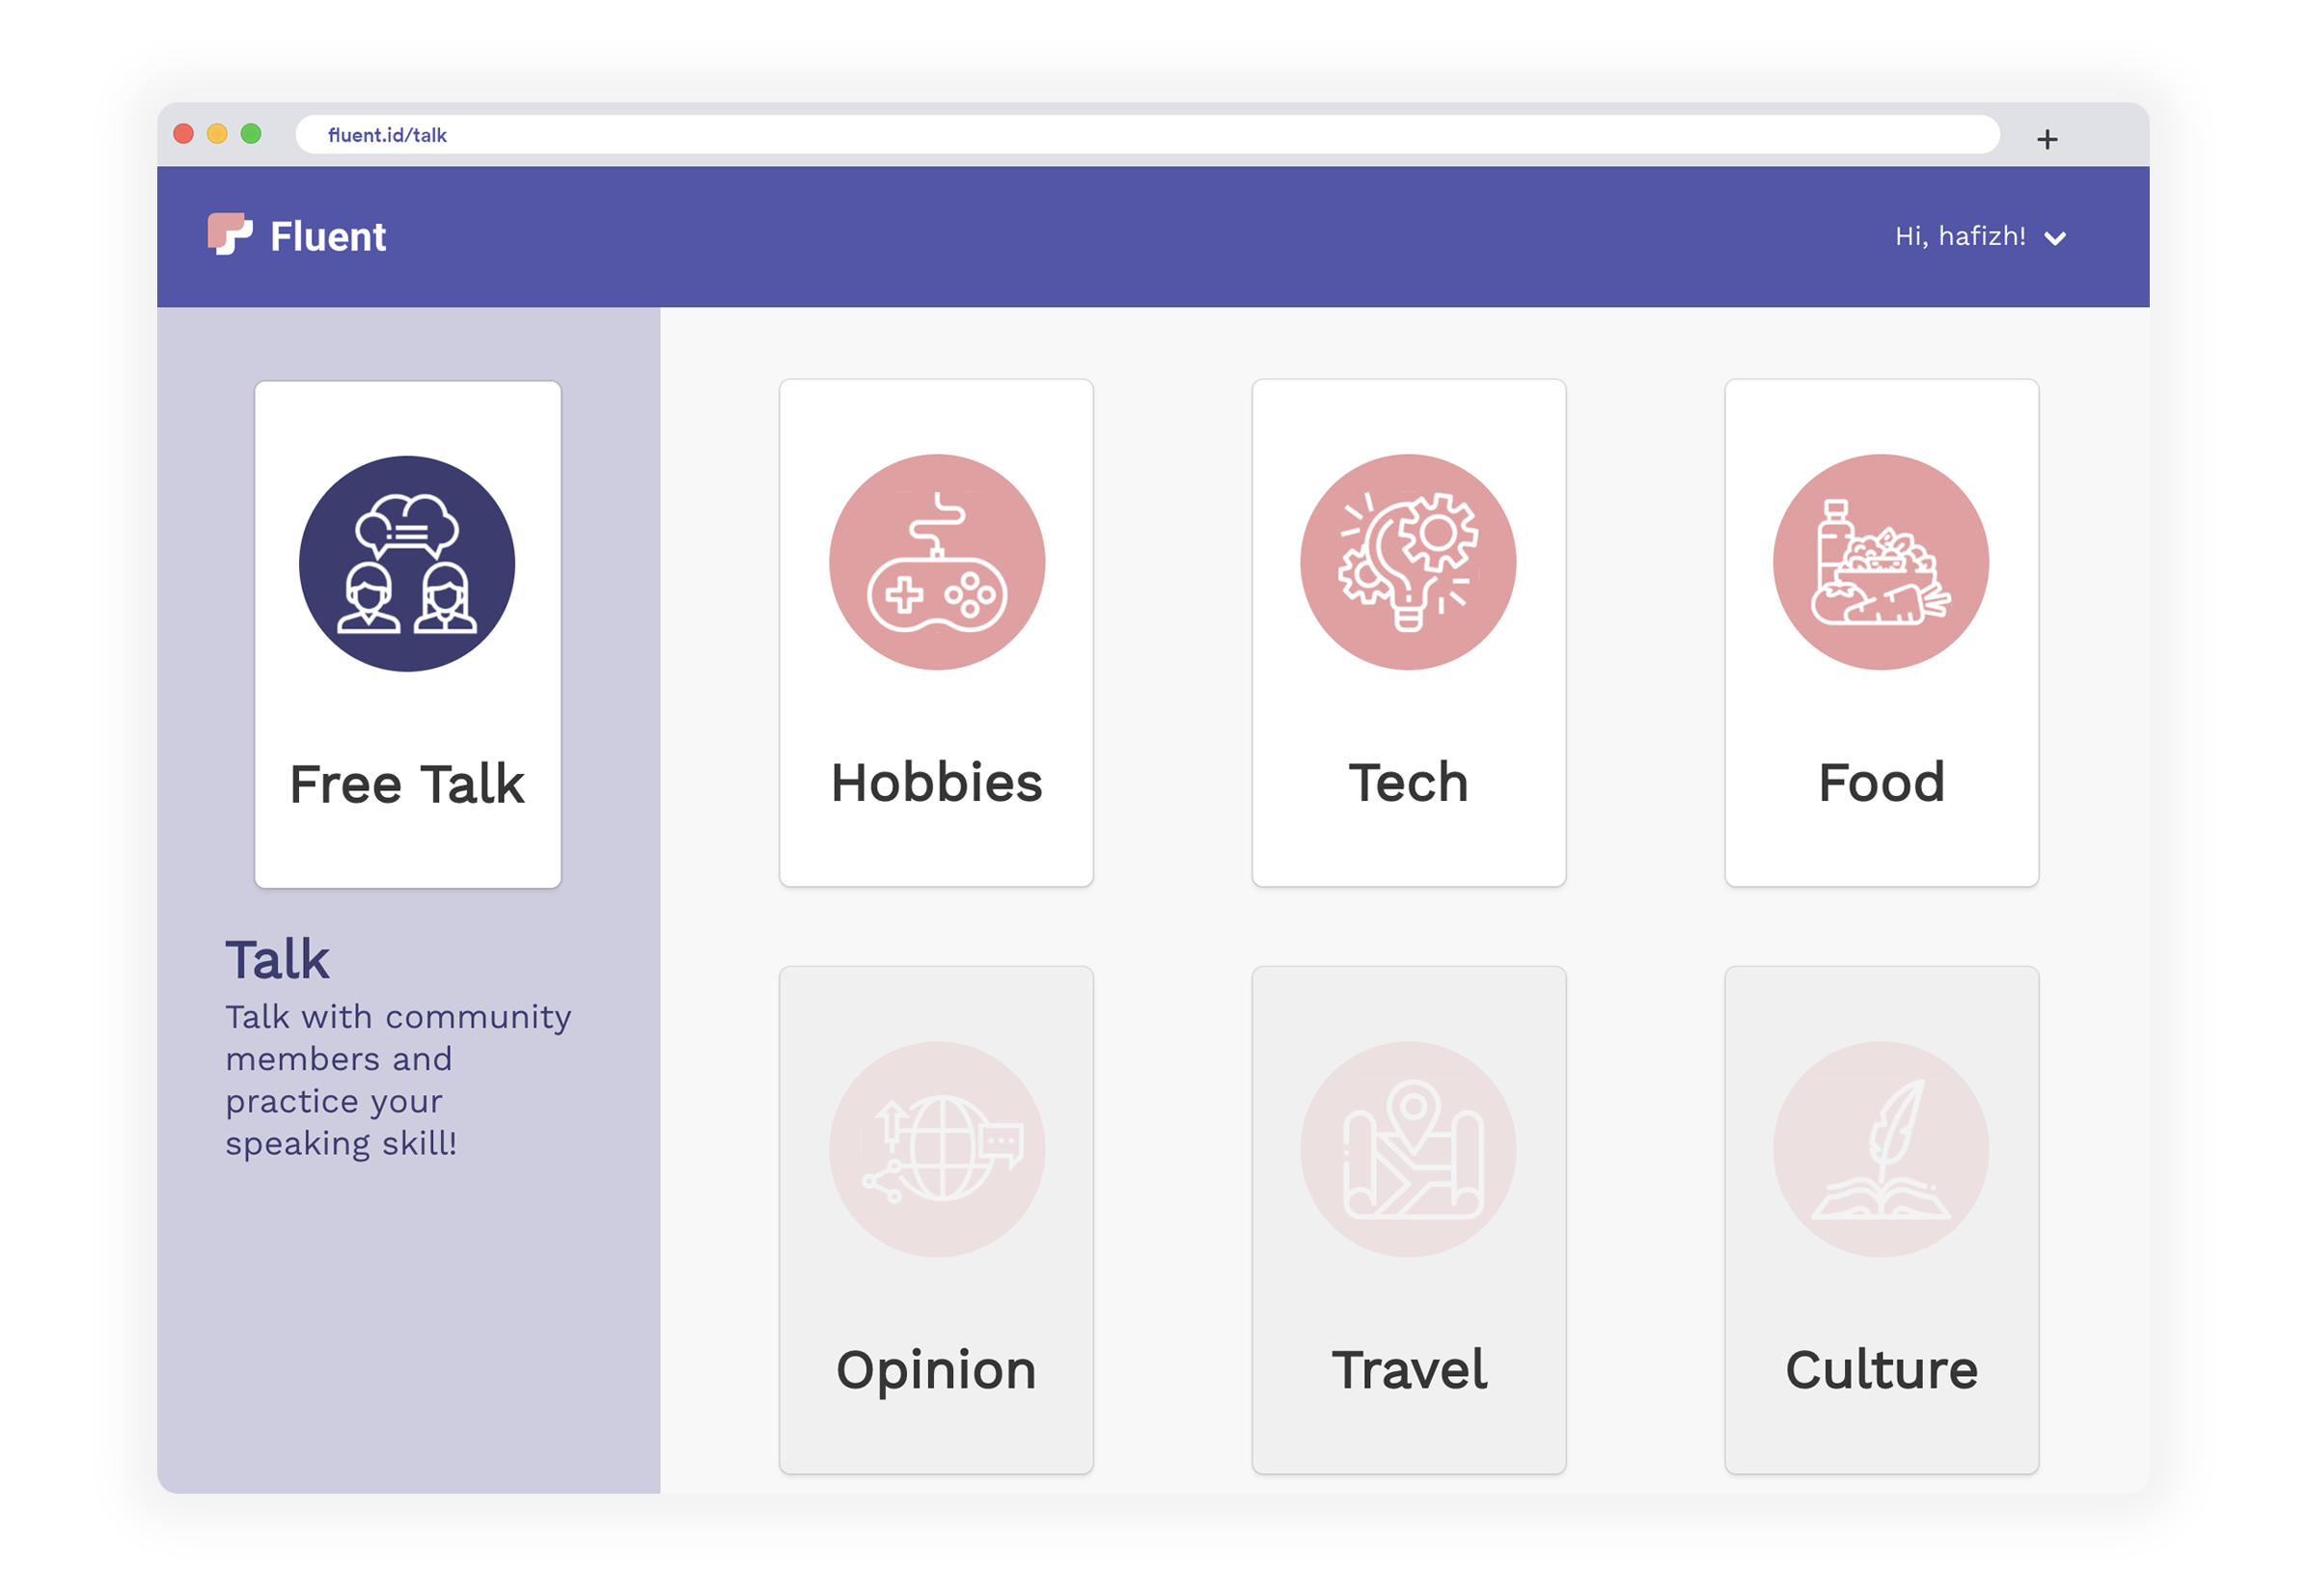 fluent.id/talk
Fluent
Hi, hafizh!
Free Talk
Talk
Talk with community
members and
practice your
speaking skill!
Hobbies
Tech
Food
Opinion
Travel
Culture